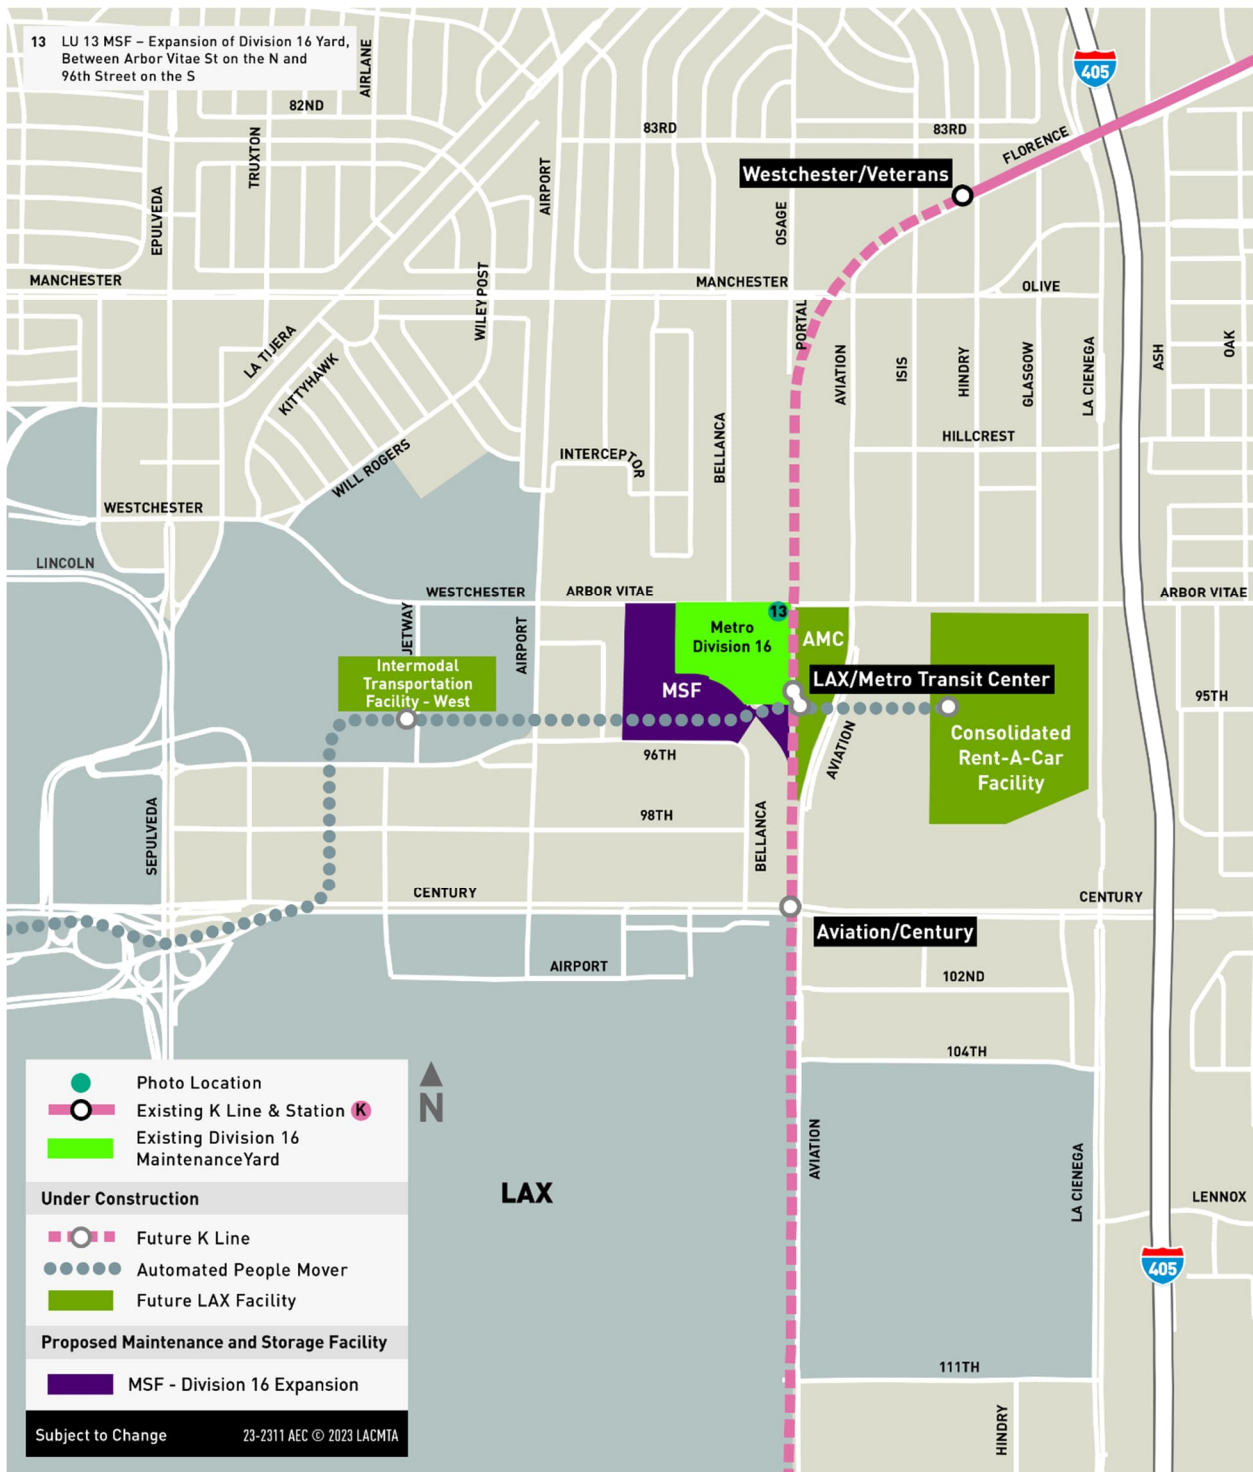 13 LU 13 MSF – Expansion of Division 16 Yard,
Between Arbor Vitae St on the N and
96th Street on the S
AIRLANE
405
82ND
83RD
83RD
FLORENCE
TRUXTON
Westchester/Veterans
AIRPORT
EPULVEDA
OSAGE
MANCHESTER
MANCHESTER
OLIVE
WILEY POST
PORTAL
LA TIJERA
KITTYHAWK
AVIATION
ISIS
HINDRY
GLASGOW
LA CIENEGA
ASH
OAK
BELLANCA
HILLCREST
INTERCEPTOR
WILL ROGERS
WESTCHESTER
LINCOLN
WESTCHESTER
ARBOR VITAE
ARBOR VITAE
JETWAY
AIRPORT
13
Metro
Division 16
AMC
Intermodal
Transportation
Facility - West
MSF
LAX/Metro Transit Center
95TH
Consolidated
Rent-A-Car
Facility
96TH
AVIATION
98TH
SEPULVEDA
BELLANCA
CENTURY
CENTURY
Aviation/Century
AIRPORT
102ND
104TH
Photo Location
Existing K Line & Station K
Existing Division 16
MaintenanceYard
N
AVIATION
LA CIENEGA
LAX
LENNOX
Under Construction
Future K Line
Automated People Mover
Future LAX Facility
405
Proposed Maintenance and Storage Facility
MSF - Division 16 Expansion
111TH
HINDRY
Subject to Change 23-2311 AEC © 2023 LACMTA